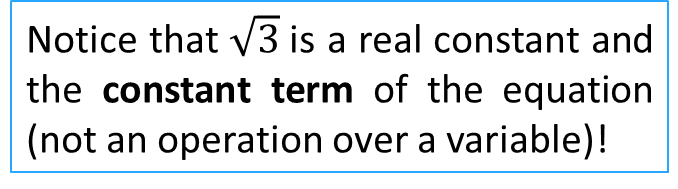 Notice that √3 is a real constant and
the constant term of the equation
(not an operation over a variable)!